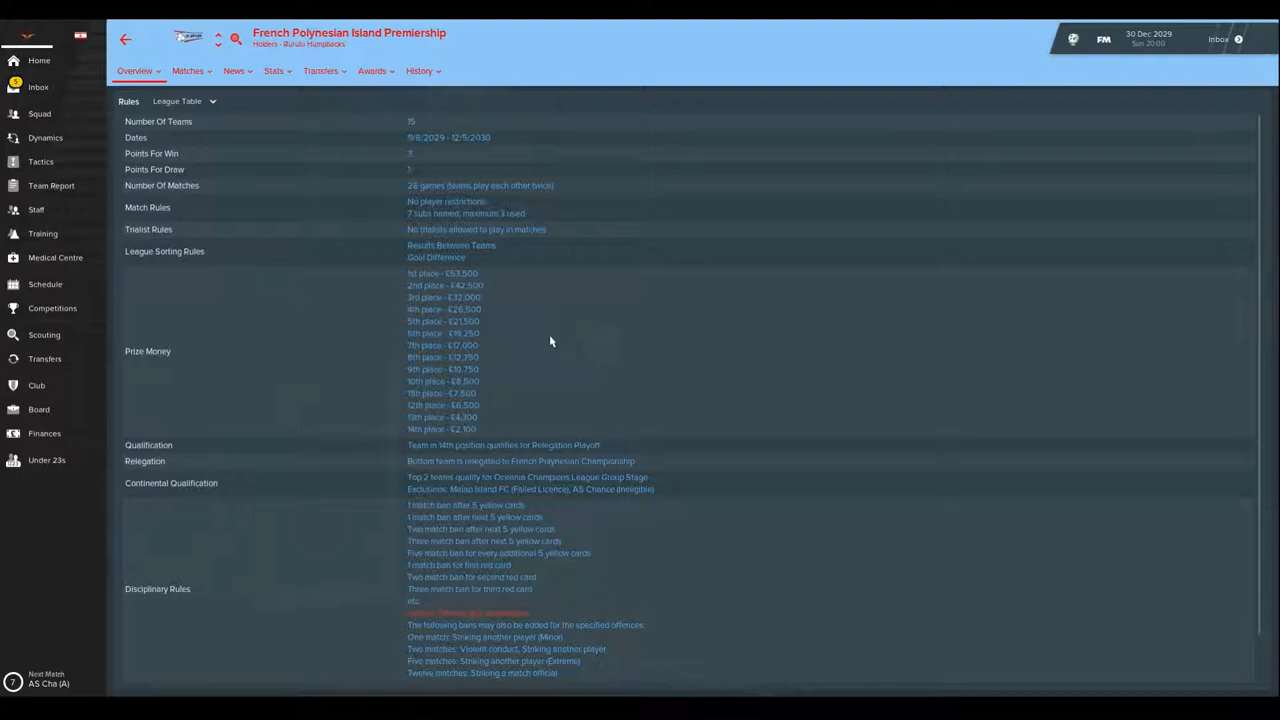 French Polynesian Island Premiership
Holders - Rurutu Humpbacks
FM
30 Dec 2029
Sun 20:00
Inbox
Overview
Matches
News
Stats
Transfers
Awards
History
Home
5
Inbox
Squad
Dynamics
Tactics
Team Report
Staff
Training
Medical Centre
Schedule
Competitions
Scouting
Transfers
Club
Board
Finances
Under 23s
7
Next Match
AS Cha (A)
Rules League Table
Number Of Teams 15
Dates 11/8/2029 - 12/5/2030
Points For Win 3
Points For Draw 1
Number Of Matches 28 games (teams play each other twice)
Match Rules No player restrictions
7 subs named, maximum 3 used
Trialist Rules No trialists allowed to play in matches
League Sorting Rules Results Between Teams
Goal Difference
Prize Money
1st place - £53,500
2nd place - £42,500
3rd place - £32,000
4th place - £26,500
5th place - £21,500
6th place - £19,250
7th place - £17,000
8th place - £12,750
9th place - £10,750
10th place - £8,500
11th place - £7,500
12th place - £6,500
13th place - £4,300
14th place - £2,100
Qualification Team in 14th position qualifies for Relegation Playoff
Relegation Bottom team is relegated to French Polynesian Championship
Continental Qualification Top 2 teams qualify for Oceania Champions League Group Stage
Exclusions: Maiao Island FC (Failed Licence), AS Chance (Ineligible)
Disciplinary Rules
1 match ban after 5 yellow cards
1 match ban after next 5 yellow cards
Two match ban after next 5 yellow cards
Three match ban after next 5 yellow cards
Five match ban for every additional 5 yellow cards
1 match ban for first red card
Two match ban for second red card
Three match ban for third red card
etc
The following bans may also be added for the specified offences:
One match: Striking another player (Minor)
Two matches: Violent conduct, Striking another player
Five matches: Striking another player (Extreme)
Twelve matches: Striking a match official